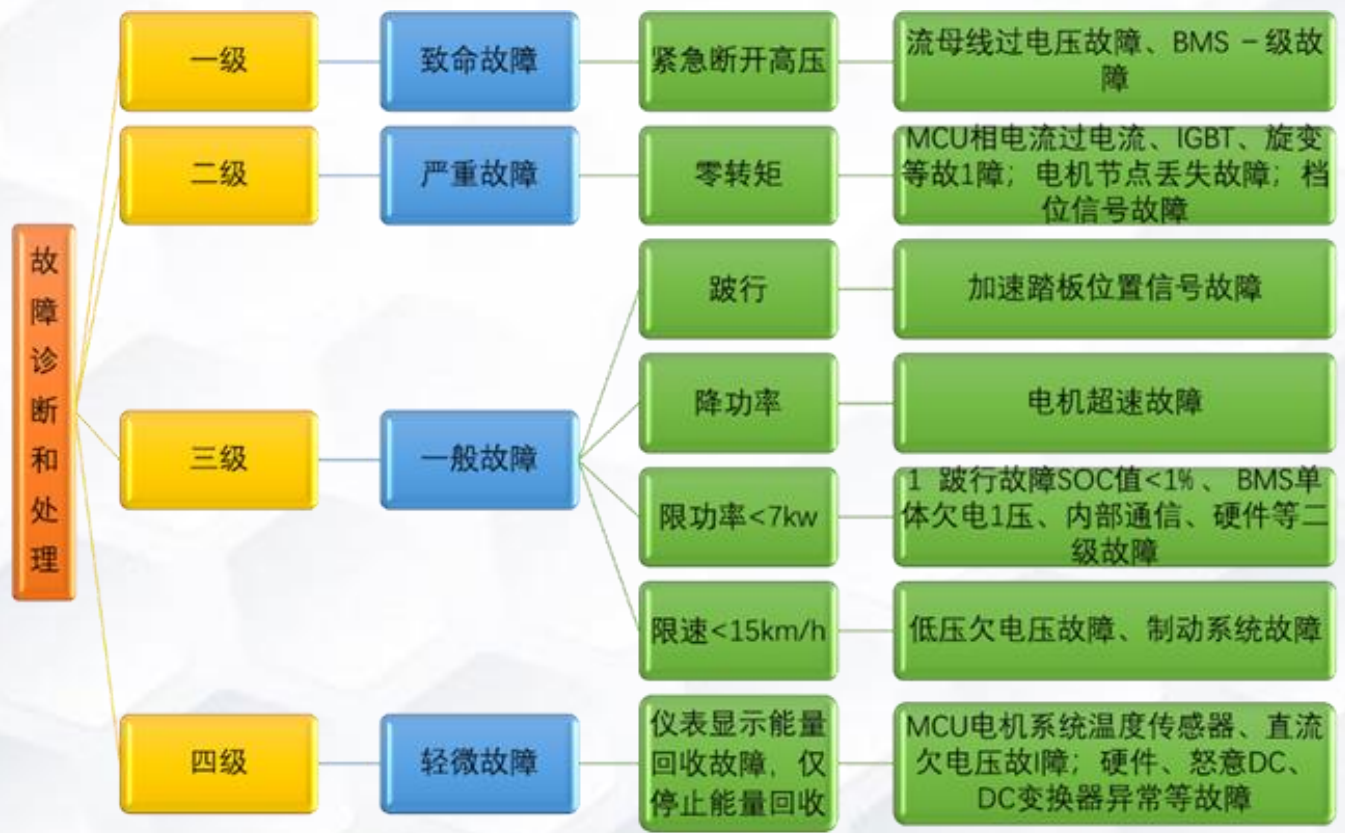 故障诊断和处理
一级
致命故障
紧急断开高压
流母线过电压故障、BMS –级故
障
二级
严重故障
零转矩
MCU相电流过电流、IGBT、旋变
等故1障；电机节点丢失故障；档
位信号故障
三级
一般故障
跛行
加速踏板位置信号故障
降功率
电机超速故障
限功率<7kw
1 跛行故障SOC值<1% 、 BMS单
体欠电1压、内部通信、硬件等二
级故障
限速<15km/h
低压欠电压故障、制动系统故障
四级
轻微故障
仪表显示能量
回收故障，仅
停止能量回收
MCU电机系统温度传感器、直流
欠电压故I障；硬件、怒意DC、
DC变换器异常等故障